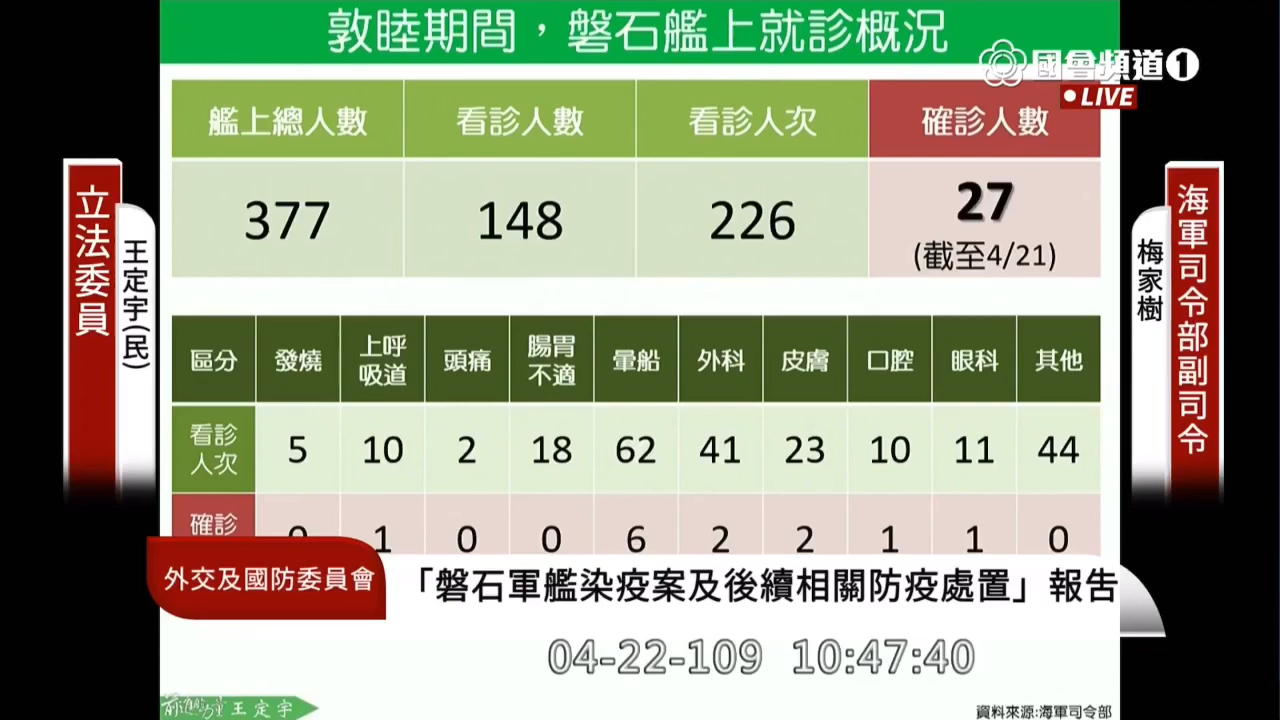 敦睦期間，磐石艦上就診概況
國會頻道1
LIVE
艦上總人數 看診人數 看診人次 確診人數
377 148 226 27
(截至4/21)
區分 發燒 上呼吸道 頭痛 腸胃不適 暈船 外科 皮膚 口腔 眼科 其他
看診人次 5 10 2 18 62 41 23 10 11 44
確診 0 1 0 0 6 2 2 1 1 0
立法委員
王定宇(民)
海軍司令部副司令
梅家樹
外交及國防委員會
「磐石軍艦染疫案及後續相關防疫處置」報告
04-22-109 10:47:40
王定宇
資料來源:海軍司令部